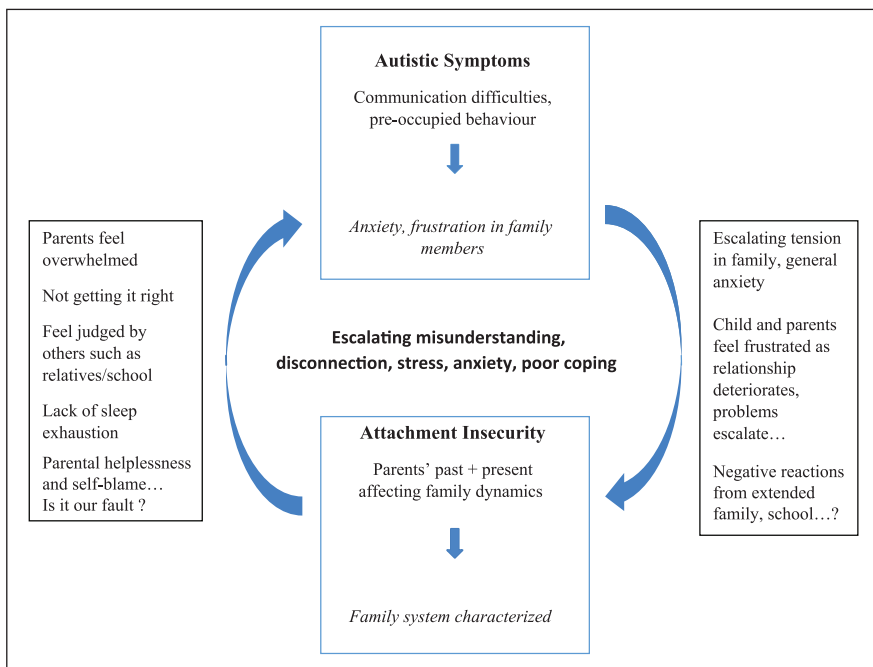 Autistic Symptoms
Communication difficulties,
pre-occupied behaviour
Anxiety, frustration in family
members
Parents feel
overwhelmed
Not getting it right
Feel judged by
others such as
relatives/school
Lack of sleep
exhaustion
Parental helplessness
and self-blame…
Is it our fault ?
Escalating misunderstanding,
disconnection, stress, anxiety, poor coping
Escalating tension
in family, general
anxiety
Child and parents
feel frustrated as
relationship
deteriorates,
problems
escalate…
Negative reactions
from extended
family, school…?
Attachment Insecurity
Parents’ past + present
affecting family dynamics
Family system characterized